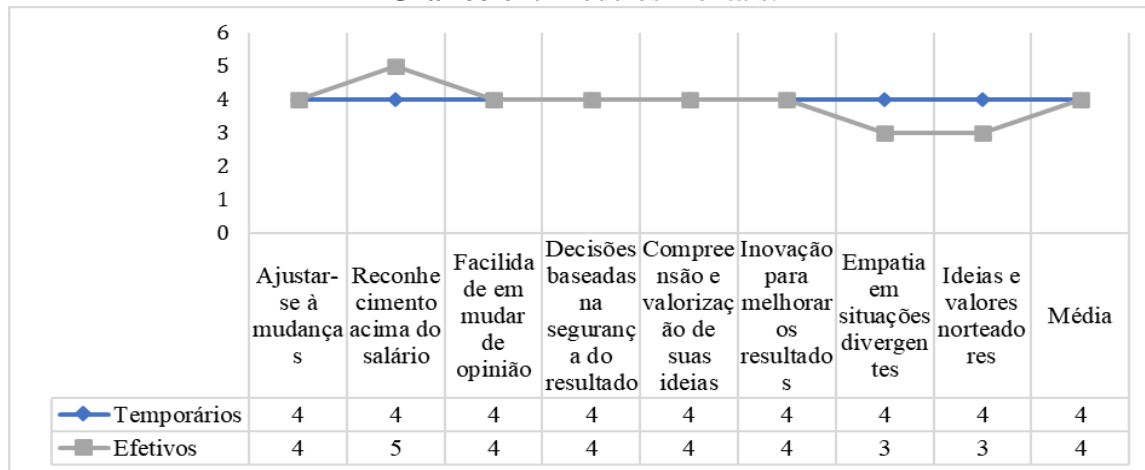 6
5
4
3
2
1
0
Ajustar-
se à
mudança
s
Reconhe
cimento
acima do
salário
Facilida
de em
mudar
de
opinião
Decisões
baseadas
na
seguranç
a do
resultado
Compree
nsão e
valorizaç
ão de
suas
ideias
Inovação
para
melhorar
os
resultado
s
Empatia
em
situações
divergen
tes
Ideias e
valores
norteado
res
Média
Temporários 4 4 4 4 4 4 4 4 4
Efetivos 4 5 4 4 4 4 3 3 4